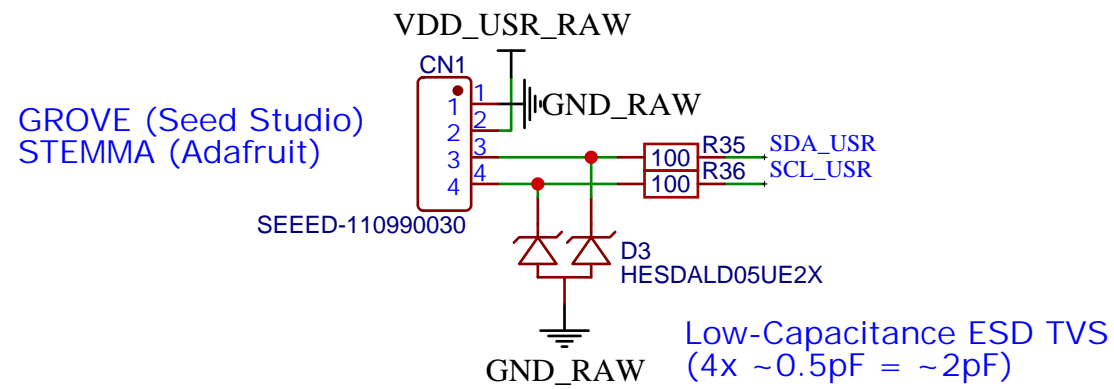 VDD_USR_RAW
CN1
1
1
GND_RAW
GROVE (Seed Studio)
STEMMA (Adafruit)
2
2
3
3
4
4
100
R35
SDA_USR
100
R36
SCL_USR
SEEED-110990030
D3
HESDALD05UE2X
GND_RAW
Low-Capacitance ESD TVS
(4x ~0.5pF = ~2pF)